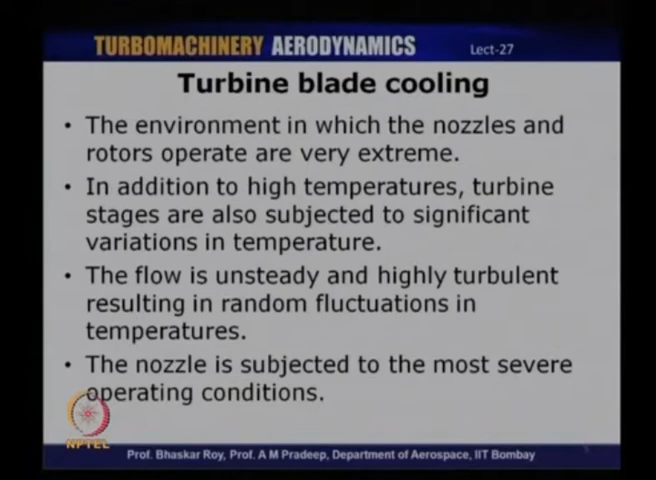 TURBOMACHINERY AERODYNAMICS Lect-27
Turbine blade cooling
• The environment in which the nozzles and
rotors operate are very extreme.
• In addition to high temperatures, turbine
stages are also subjected to significant
variations in temperature.
• The flow is unsteady and highly turbulent
resulting in random fluctuations in
temperatures.
• The nozzle is subjected to the most severe
operating conditions.
NPTEL
Prof. Bhaskar Roy, Prof. A M Pradeep, Department of Aerospace, IIT Bombay